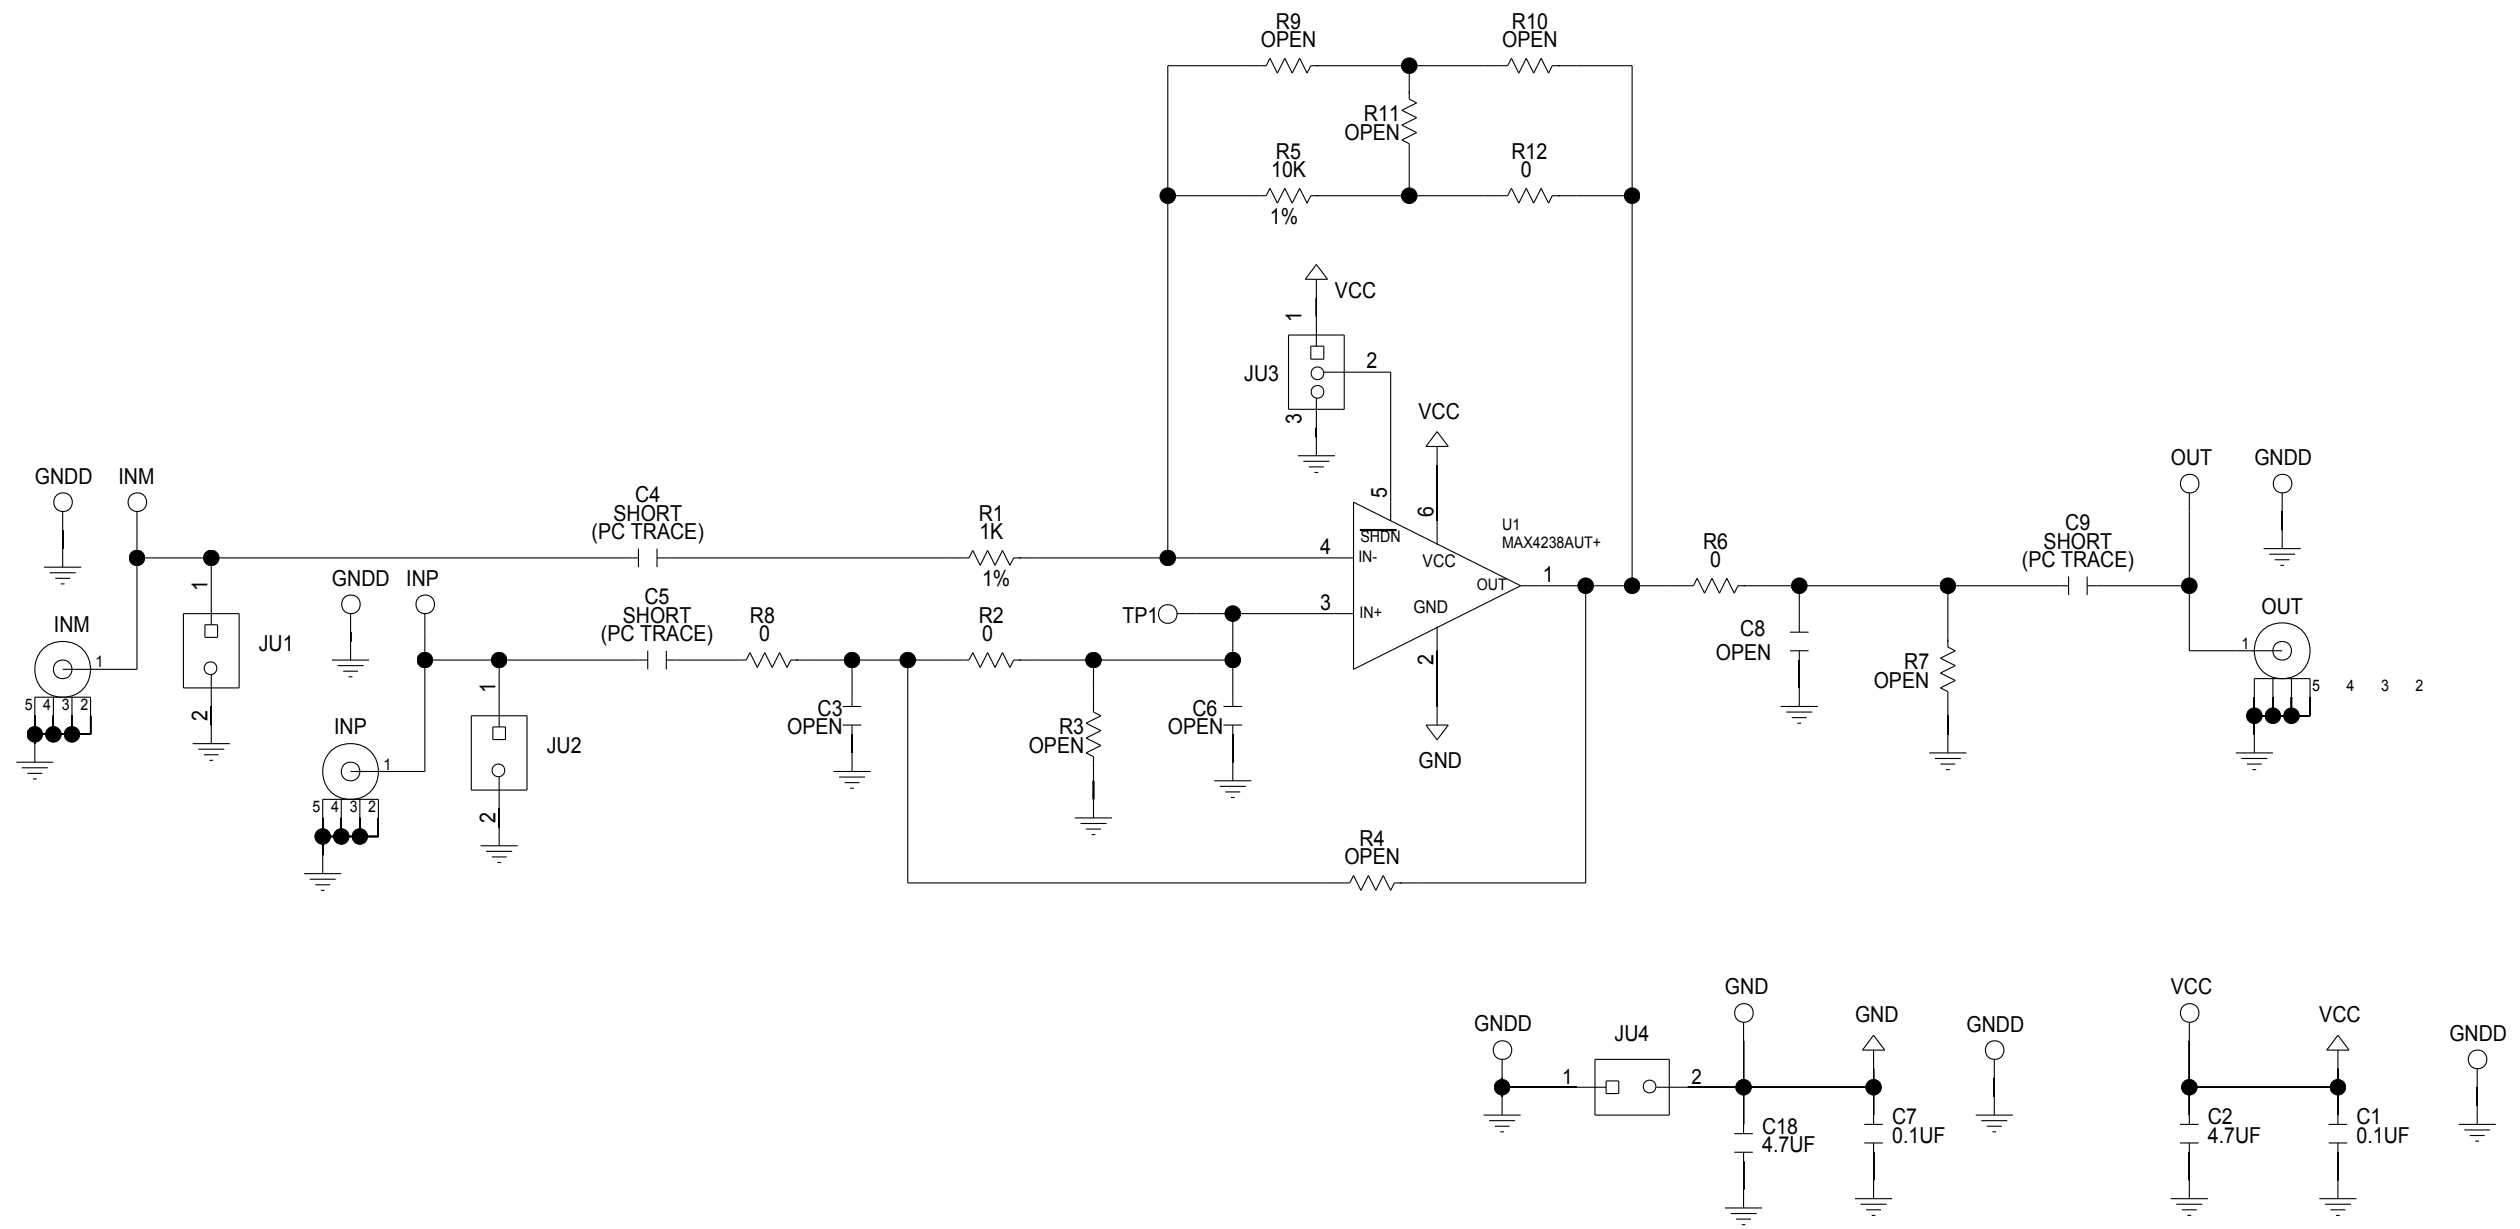 R9
OPEN
R10
OPEN
R11
OPEN
R5
10K
1%
R12
0
VCC
1
JU3
2
3
VCC
GNDD
INM
C4
SHORT
(PC TRACE)
R1
1K
1%
5
6
SHDN
4
IN-
VCC
U1
MAX4238AUT+
OUT
1
R6
0
C9
SHORT
(PC TRACE)
OUT
GNDD
1
GNDD
INP
C5
SHORT
(PC TRACE)
R8
0
R2
0
TP1
3
IN+
GND
2
INM
1
5 4 3 2
JU1
2
C8
OPEN
R7
OPEN
OUT
1
5 4 3 2
INP
1
5 4 3 2
1
JU2
2
C3
OPEN
R3
OPEN
C6
OPEN
GND
R4
OPEN
GNDD
JU4
1
2
GND
GND
GNDD
VCC
VCC
GNDD
C18
4.7UF
C7
0.1UF
C2
4.7UF
C1
0.1UF